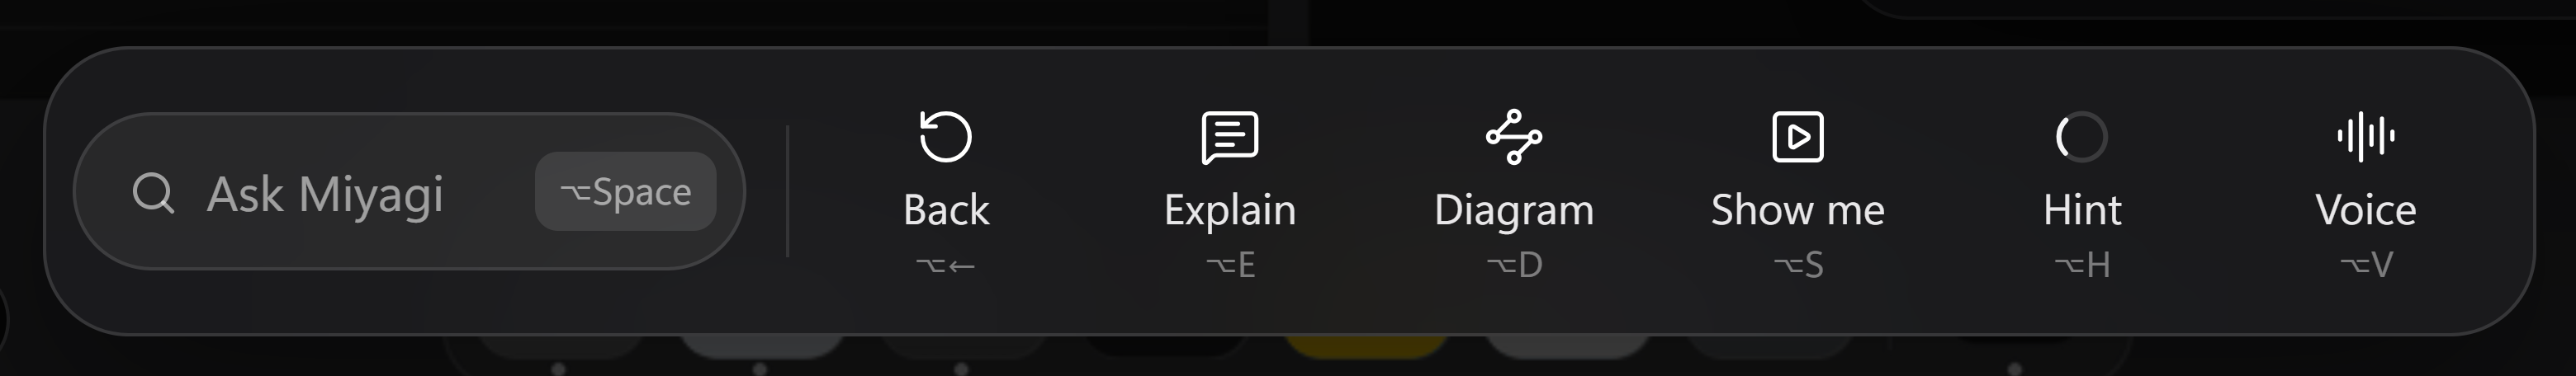 Ask Miyagi
⌥Space
Back
⌥←
Explain
⌥E
Diagram
⌥D
Show me
⌥S
Hint
⌥H
Voice
⌥V